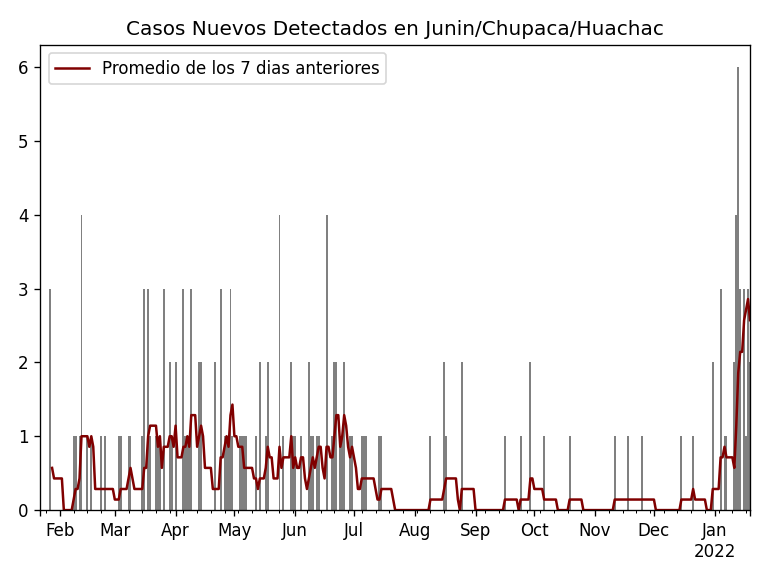 Casos Nuevos Detectados en Junin/Chupaca/Huachac
Promedio de los 7 dias anteriores
6
5
4
3
2
1
0
Feb Mar Apr May Jun Jul Aug Sep Oct Nov Dec Jan
2022